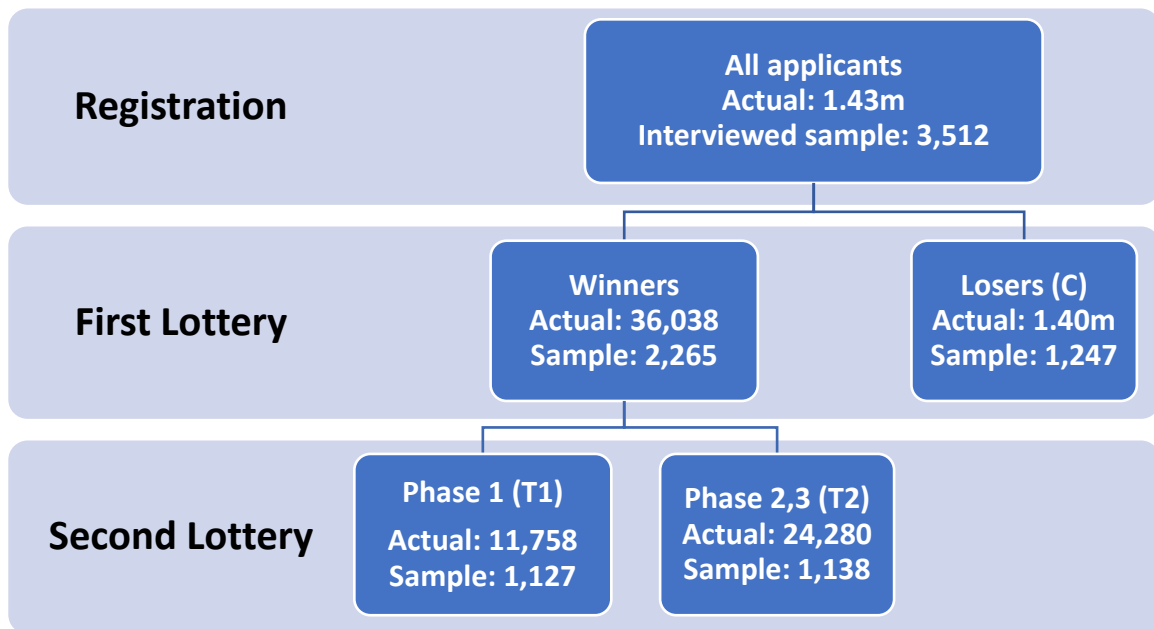 Registration
All applicants
Actual: 1.43m
Interviewed sample: 3,512
First Lottery
Winners
Actual: 36,038
Sample: 2,265
Losers (C)
Actual: 1.40m
Sample: 1,247
Second Lottery
Phase 1 (T1)
Actual: 11,758
Sample: 1,127
Phase 2,3 (T2)
Actual: 24,280
Sample: 1,138